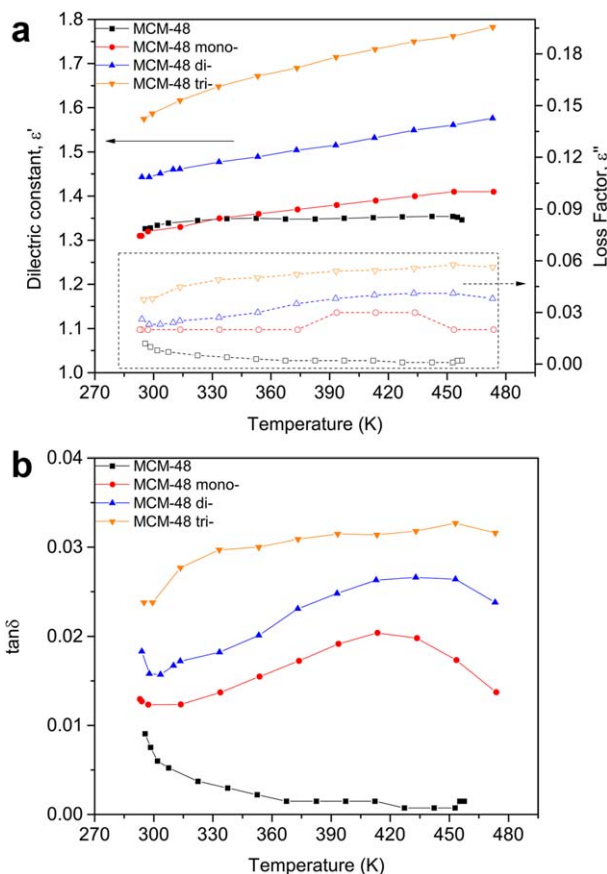 a
MCM-48
MCM-48 mono-
MCM-48 di-
MCM-48 tri-
1.8
1.7
1.6
1.5
1.4
1.3
1.2
1.1
1.0
Dilectric constant, ε'
0.18
0.15
0.12
0.09
0.06
0.03
0.00
Loss Factor, ε"
270 300 330 360 390 420 450 480
Temperature (K)
b
MCM-48
MCM-48 mono-
MCM-48 di-
MCM-48 tri-
0.04
0.03
0.02
0.01
0.00
tanδ
270 300 330 360 390 420 450 480
Temperature (K)